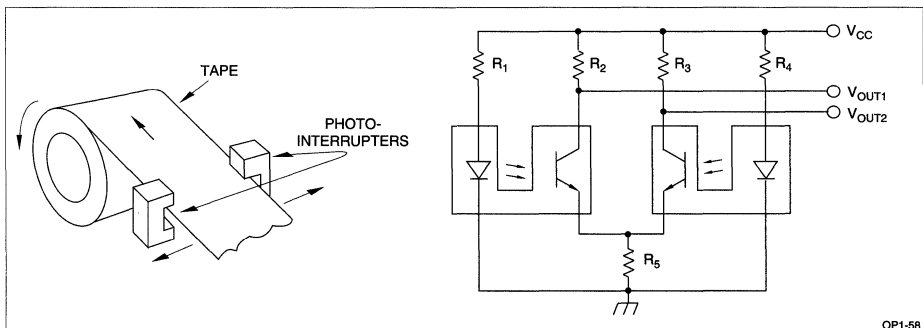 TAPE
PHOTO-
INTERRUPTERS
R1
R2
R3
R4
VCC
VOUT1
VOUT2
R5
OP1-58